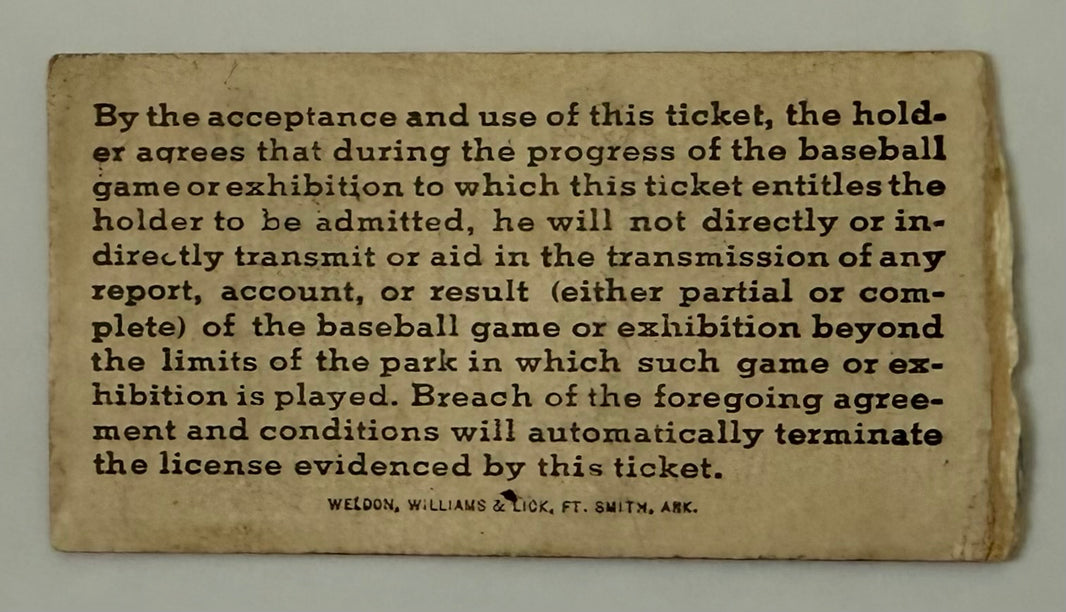 By the acceptance and use of this ticket, the hold-
er agrees that during the progress of the baseball
game or exhibition to which this ticket entitles the
holder to be admitted, he will not directly or in-
directly transmit or aid in the transmission of any
report, account, or result (either partial or com-
plete) of the baseball game or exhibition beyond
the limits of the park in which such game or ex-
hibition is played. Breach of the foregoing agree-
ment and conditions will automatically terminate
the license evidenced by this ticket.
WELDON, WILLIAMS & LICK, FT. SMITH, ARK.